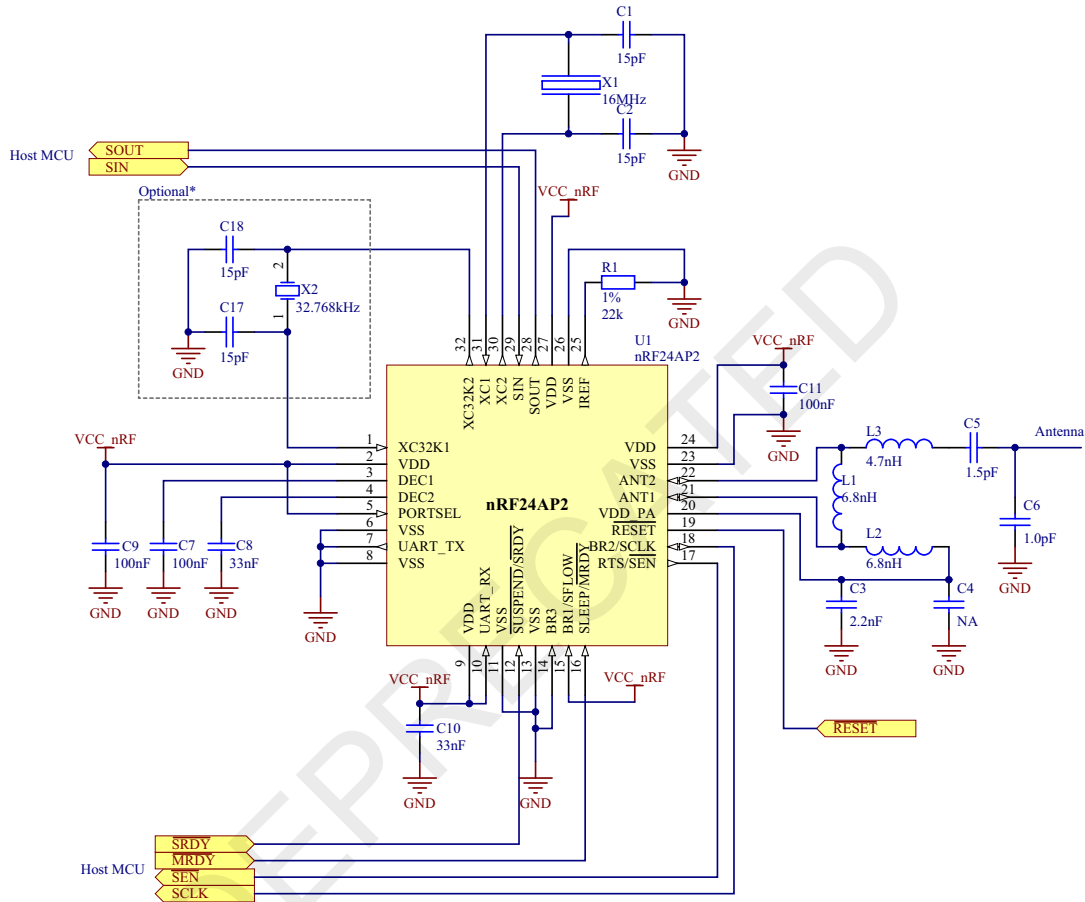 C1
15pF
X1
16MHz
C2
15pF
GND
Host MCU
SOUT
SIN
VCC_nRF
Optional*
C18
15pF
2
X2
32.768kHz
1
C17
15pF
GND
R1
1%
22k
GND
32
31
30
29
28
27
26
25
U1
nRF24AP2
XC32K2
XC1
XC2
SIN
SOUT
VDD
VSS
IREF
VCC_nRF
C11
100nF
GND
VCC_nRF
1 XC32K1
2 VDD
3 DEC1
4 DEC2
5 PORTSEL
6 VSS
7 UART_TX
8 VSS
nRF24AP2
VDD 24
VSS 23
ANT2 22
ANT1 21
VDD_PA 20
RESET 19
BR2/SCLK 18
RTS/SEN 17
L3
4.7nH
C5
1.5pF
Antenna
L1
6.8nH
L2
6.8nH
C6
1.0pF
GND
C9
100nF
GND
C7
100nF
GND
C8
33nF
GND
GND
C3
2.2nF
GND
C4
NA
GND
VDD
UART_RX
VSS
SUSPEND/SRDY
VSS
BR3
BR1/SFLOW
SLEEP/MRDY
9
10
11
12
13
14
15
16
VCC_nRF
VCC_nRF
C10
33nF
GND
GND
RESET
Host MCU
SRDY
MRDY
SEN
SCLK
DEPRECATED